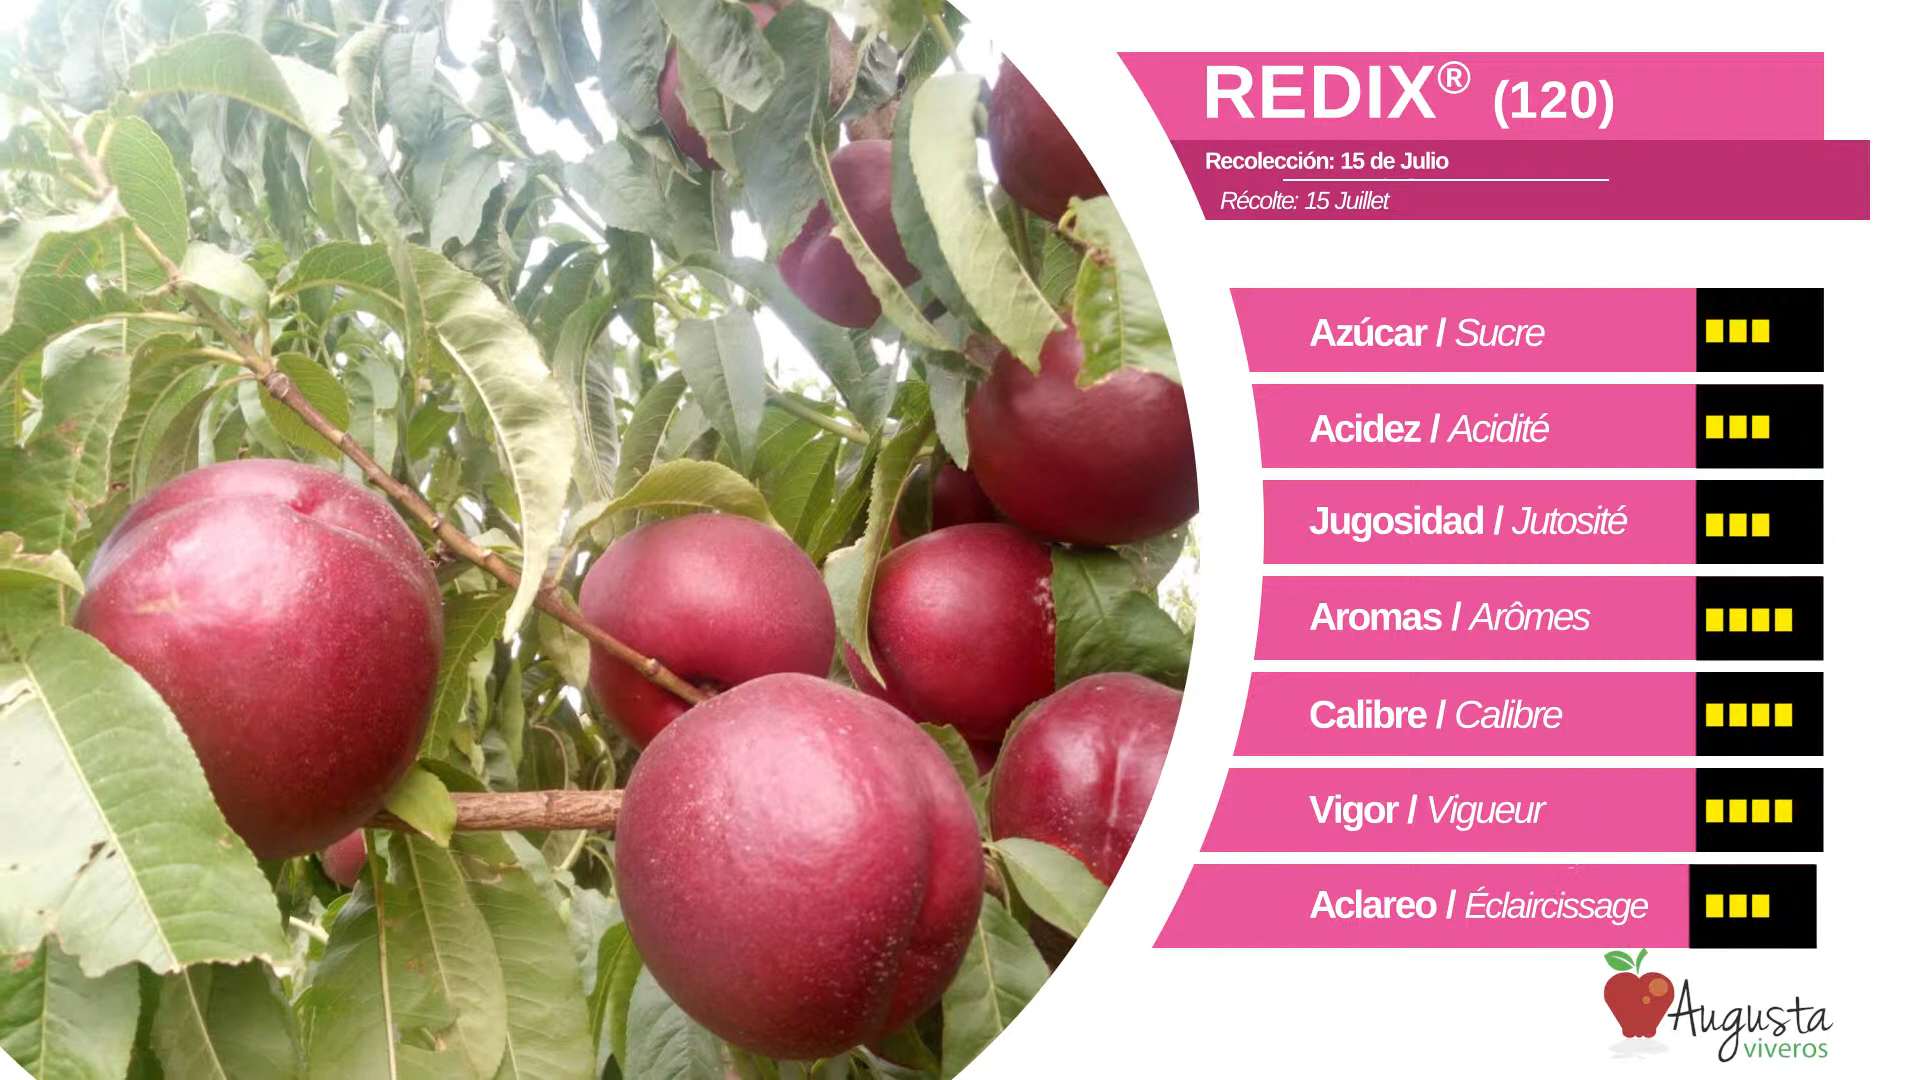 REDIX® (120)
Recolección: 15 de Julio
Récolte: 15 Juillet
Azúcar / Sucre
Acidez / Acidité
Jugosidad / Jutosité
Aromas / Arômes
Calibre / Calibre
Vigor / Vigueur
Aclareo / Éclaircissage
Augusta
viveros